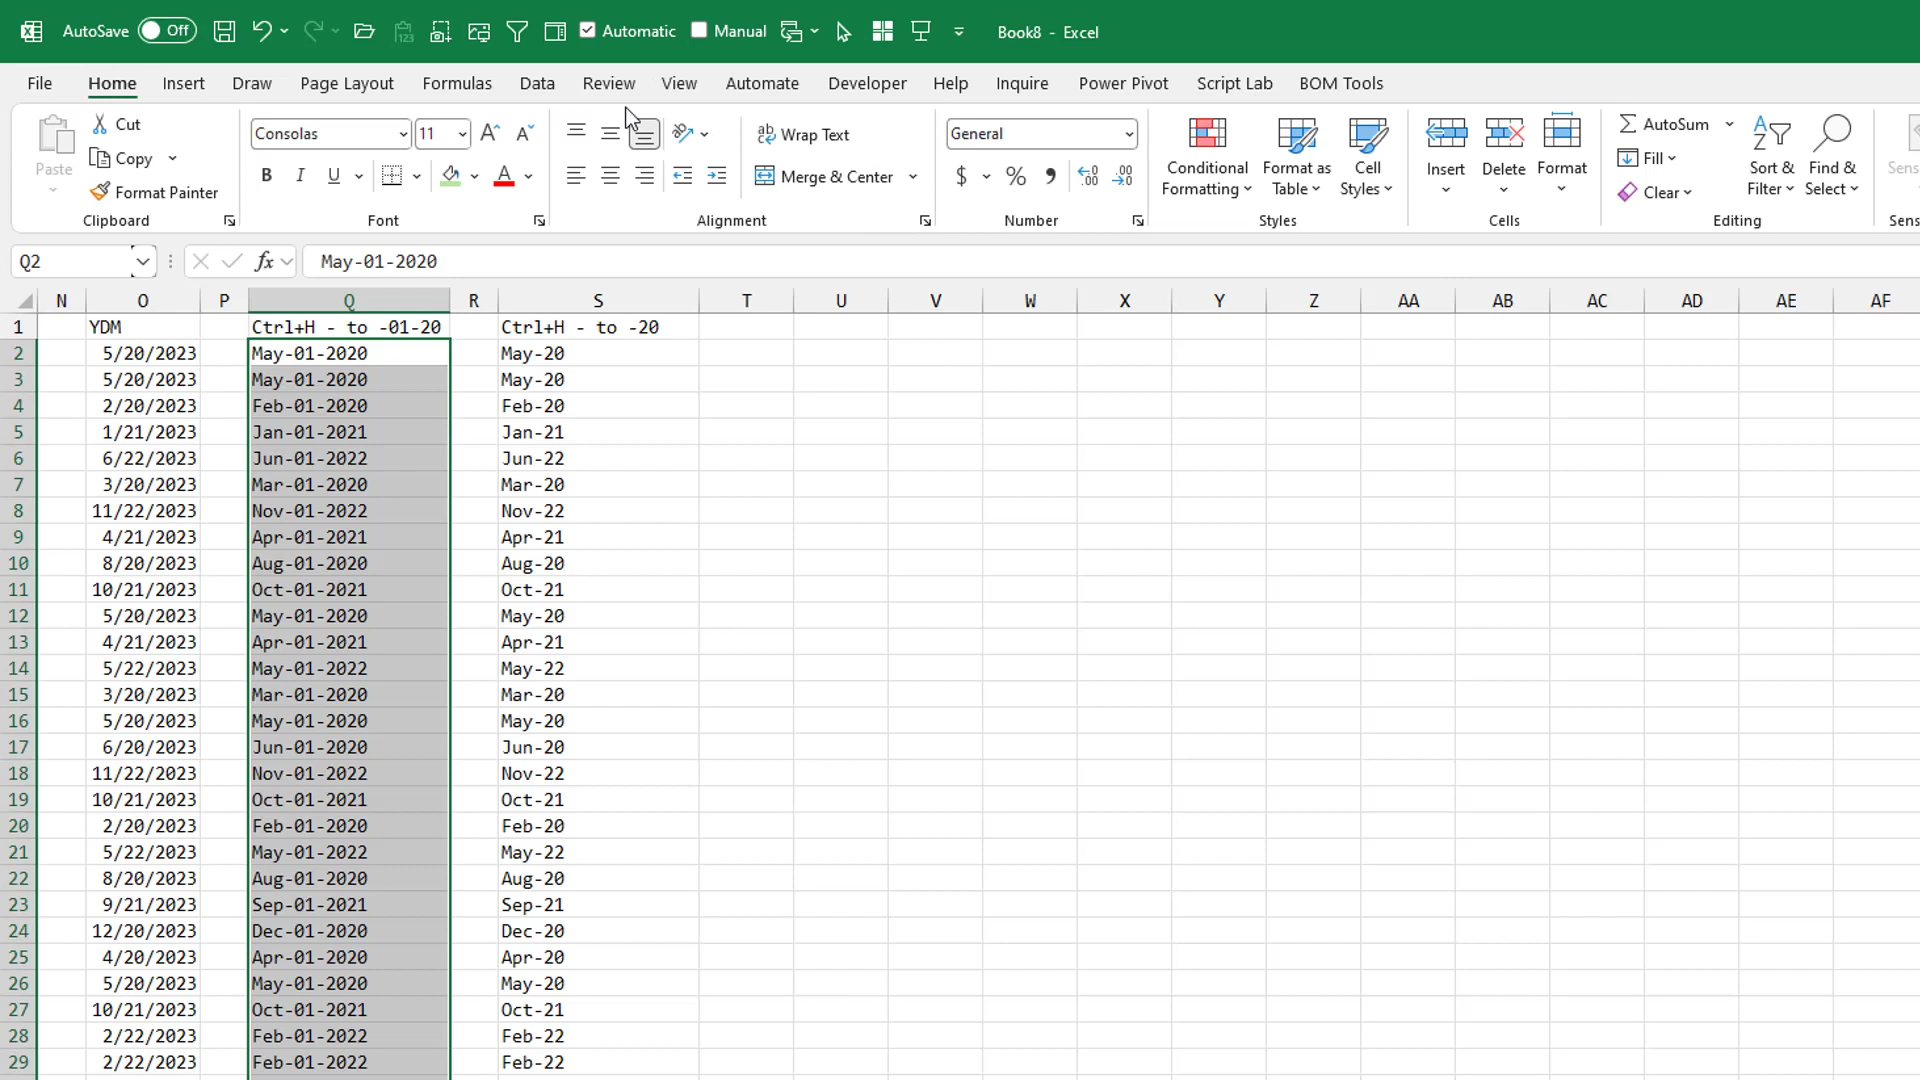 AutoSave Off Automatic Manual Book8 - Excel
File Home Insert Draw Page Layout Formulas Data Review View Automate Developer Help Inquire Power Pivot Script Lab BOM Tools
Paste Cut Copy Format Painter Clipboard
Consolas 11 B I U A Font
Wrap Text Merge & Center Alignment
General $ % Number
Conditional Formatting Format as Table Cell Styles Styles
Insert Delete Format Cells
AutoSum Fill Clear Sort & Filter Find & Select Editing
Q2 fx May-01-2020
N O P Q R S T U V W X Y Z AA AB AC AD AE AF
1 YDM Ctrl+H - to -01-20 Ctrl+H - to -20
2 5/20/2023 May-01-2020 May-20
3 5/20/2023 May-01-2020 May-20
4 2/20/2023 Feb-01-2020 Feb-20
5 1/21/2023 Jan-01-2021 Jan-21
6 6/22/2023 Jun-01-2022 Jun-22
7 3/20/2023 Mar-01-2020 Mar-20
8 11/22/2023 Nov-01-2022 Nov-22
9 4/21/2023 Apr-01-2021 Apr-21
10 8/20/2023 Aug-01-2020 Aug-20
11 10/21/2023 Oct-01-2021 Oct-21
12 5/20/2023 May-01-2020 May-20
13 4/21/2023 Apr-01-2021 Apr-21
14 5/22/2023 May-01-2022 May-22
15 3/20/2023 Mar-01-2020 Mar-20
16 5/20/2023 May-01-2020 May-20
17 6/20/2023 Jun-01-2020 Jun-20
18 11/22/2023 Nov-01-2022 Nov-22
19 10/21/2023 Oct-01-2021 Oct-21
20 2/20/2023 Feb-01-2020 Feb-20
21 5/22/2023 May-01-2022 May-22
22 8/20/2023 Aug-01-2020 Aug-20
23 9/21/2023 Sep-01-2021 Sep-21
24 12/20/2023 Dec-01-2020 Dec-20
25 4/20/2023 Apr-01-2020 Apr-20
26 5/20/2023 May-01-2020 May-20
27 10/21/2023 Oct-01-2021 Oct-21
28 2/22/2023 Feb-01-2022 Feb-22
29 2/22/2023 Feb-01-2022 Feb-22